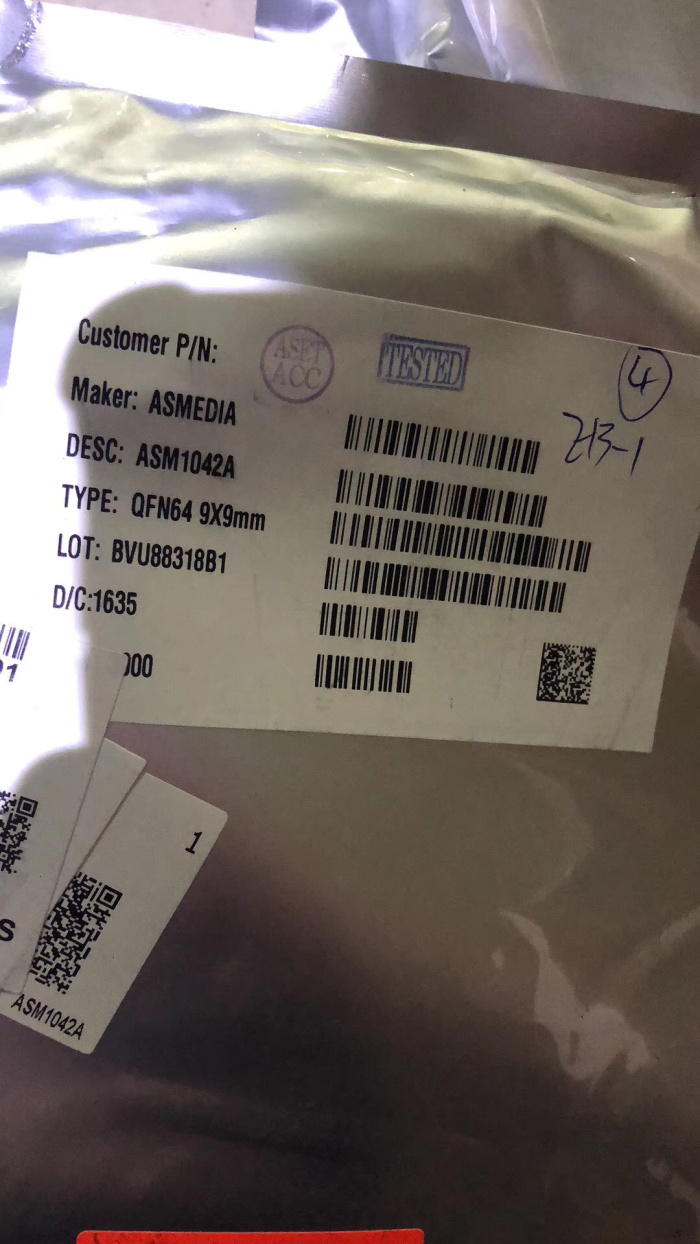 Customer P/N:
ASET
ACC
TESTED
4
Maker: ASMEDIA
DESC: ASM1042A
TYPE: QFN64 9X9mm
LOT: BVU88318B1
D/C:1635
000
1
S
ASM1042A